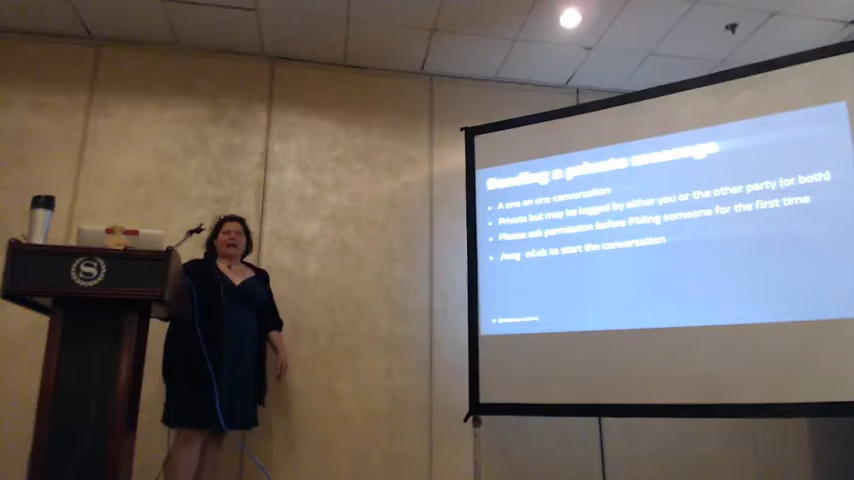 Sending a private message
A one on one conversation
Private but may be logged by either you or the other party (or both)
Please ask permission before PMing someone for the first time
/msg nick to start the conversation
S